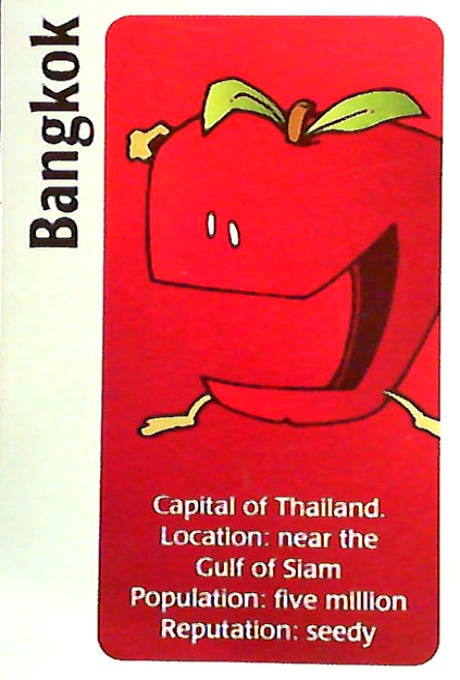 Bangkok
Capital of Thailand.
Location: near the
Gulf of Siam
Population: five million
Reputation: seedy